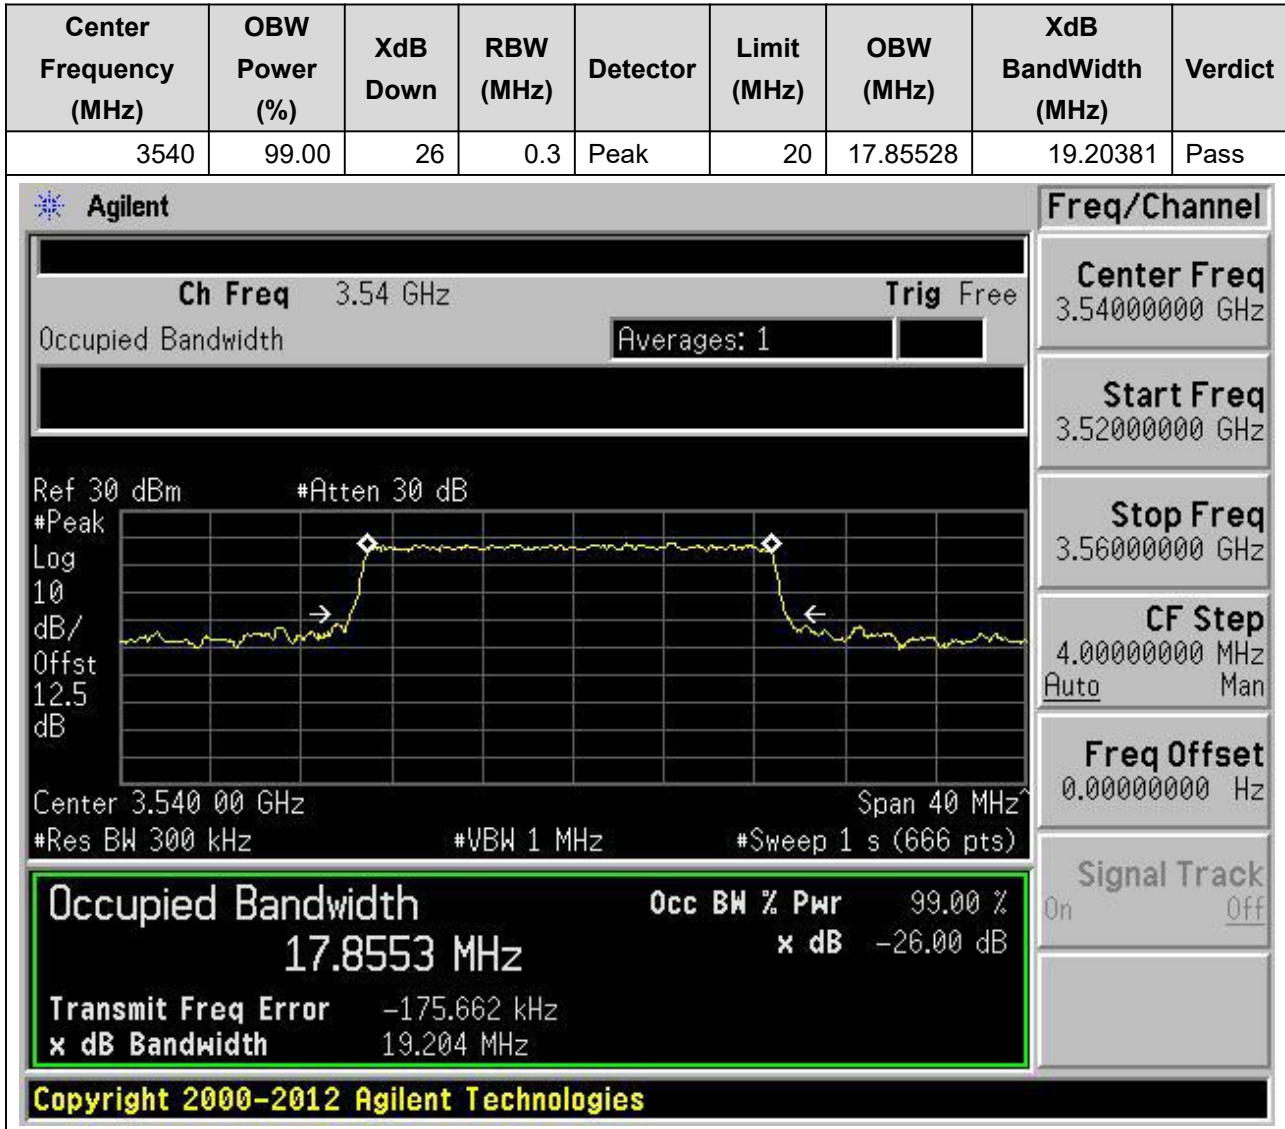 Center Frequency (MHz) OBW Power (%) XdB Down RBW (MHz) Detector Limit (MHz) OBW (MHz) XdB BandWidth (MHz) Verdict
3540 99.00 26 0.3 Peak 20 17.85528 19.20381 Pass
Agilent
Freq/Channel
Ch Freq 3.54 GHz Trig Free
Occupied Bandwidth Averages: 1
Center Freq
3.54000000 GHz
Start Freq
3.52000000 GHz
Stop Freq
3.56000000 GHz
CF Step
4.00000000 MHz
Auto Man
Freq Offset
0.00000000 Hz
Signal Track
On Off
Ref 30 dBm #Atten 30 dB
#Peak
Log
10
dB/
Offst
12.5
dB
Center 3.540 00 GHz Span 40 MHz^
#Res BW 300 kHz #VBW 1 MHz #Sweep 1 s (666 pts)
Occupied Bandwidth Occ BW % Pwr 99.00 %
17.8553 MHz x dB -26.00 dB
Transmit Freq Error -175.662 kHz
x dB Bandwidth 19.204 MHz
Copyright 2000-2012 Agilent Technologies